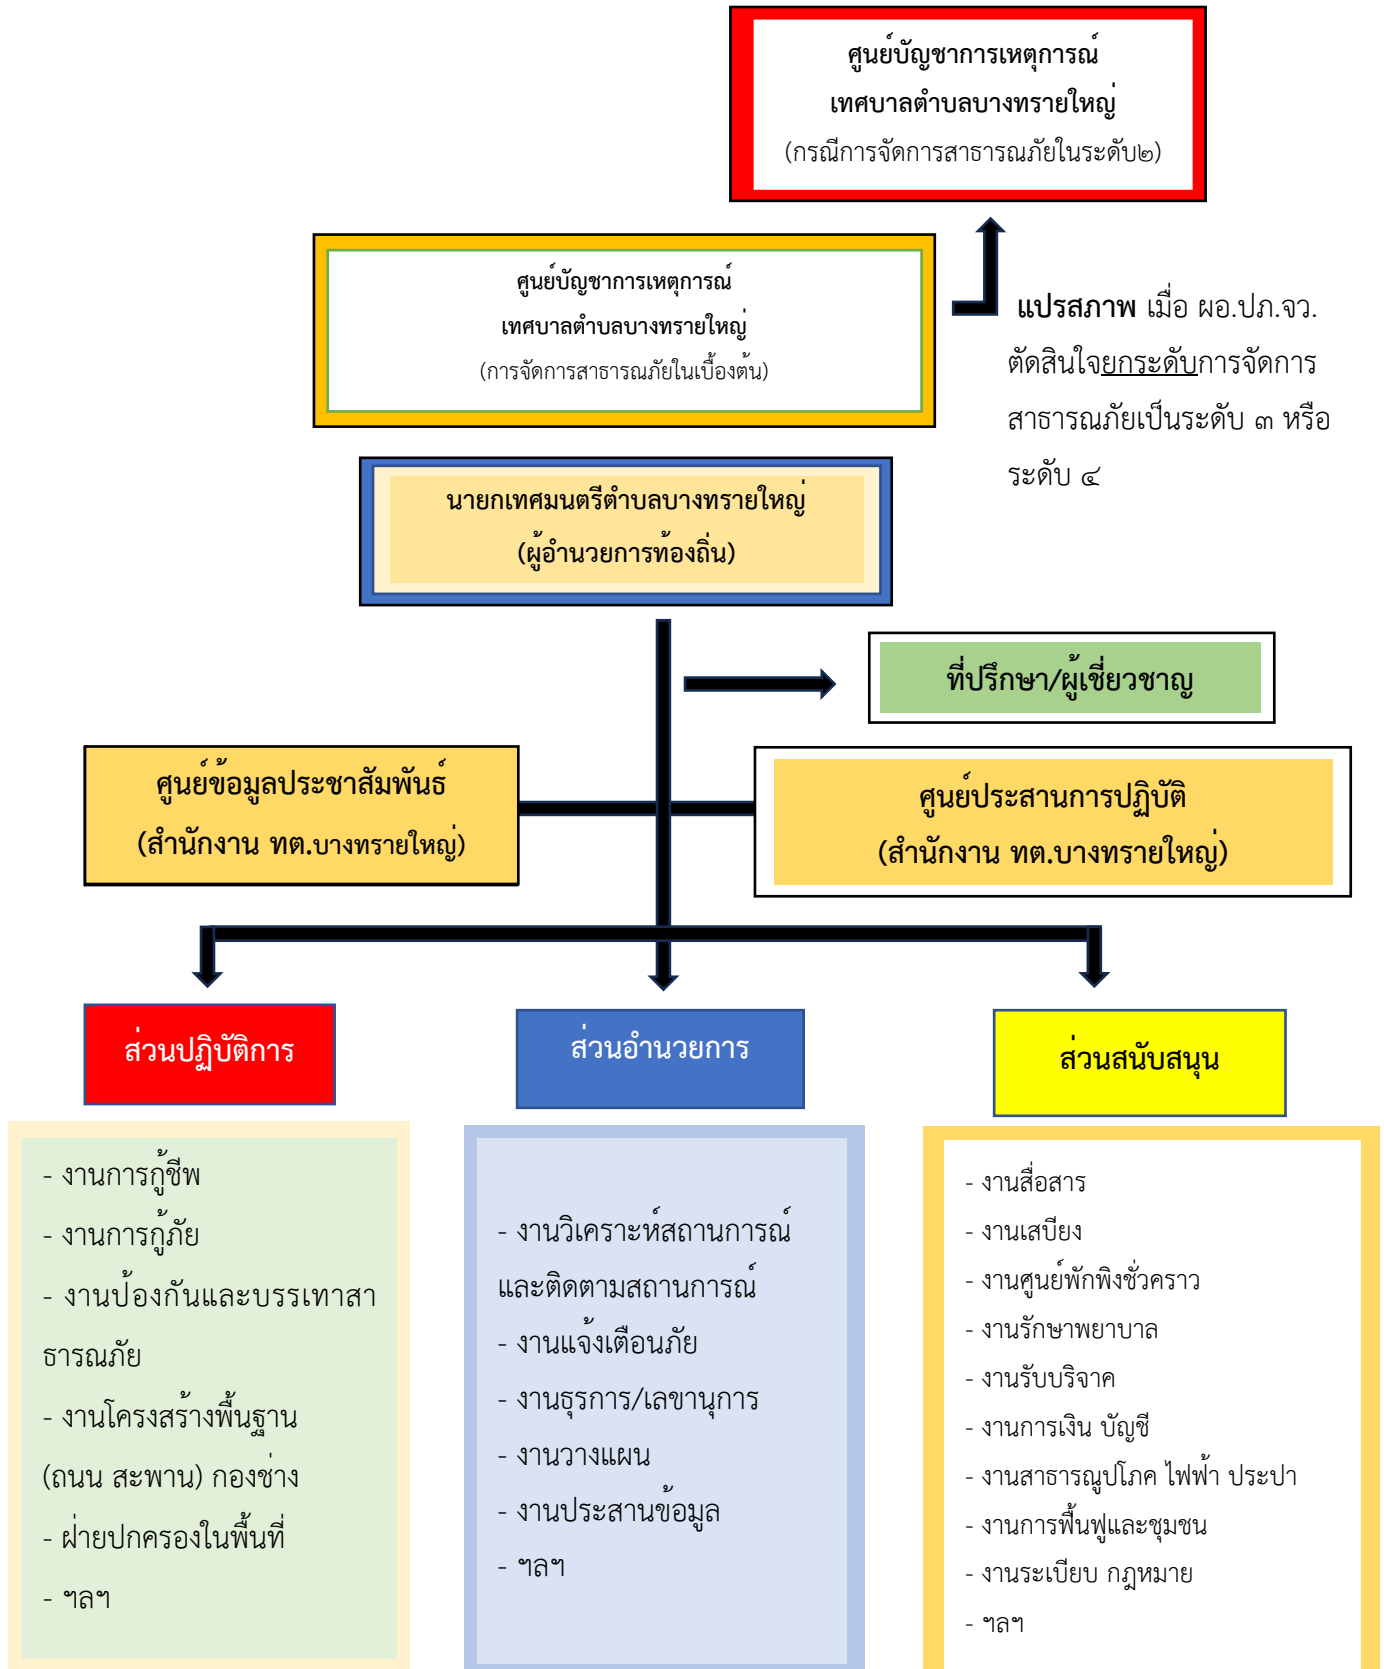 ศูนย์บัญชาการเหตุการณ์
เทศบาลตำบลบางทรายใหญ่
(กรณีการจัดการสาธารณภัยในระดับ๒)
ศูนย์บัญชาการเหตุการณ์
เทศบาลตำบลบางทรายใหญ่
(การจัดการสาธารณภัยในเบื้องต้น)
แปรสภาพ เมื่อ ผอ.ปภ.จว.
ตัดสินใจยกระดับการจัดการ
สาธารณภัยเป็นระดับ ๓ หรือ
ระดับ ๔
นายกเทศมนตรีตำบลบางทรายใหญ่
(ผู้อำนวยการท้องถิ่น)
ที่ปรึกษา/ผู้เชี่ยวชาญ
ศูนย์ข้อมูลประชาสัมพันธ์
(สำนักงาน ทต.บางทรายใหญ่)
ศูนย์ประสานการปฏิบัติ
(สำนักงาน ทต.บางทรายใหญ่)
ส่วนปฏิบัติการ
ส่วนอำนวยการ
ส่วนสนับสนุน
- งานการกู้ชีพ
- งานการกู้ภัย
- งานป้องกันและบรรเทาสา
ธารณภัย
- งานโครงสร้างพื้นฐาน
(ถนน สะพาน) กองช่าง
- ฝ่ายปกครองในพื้นที่
- ฯลฯ
- งานวิเคราะห์สถานการณ์
และติดตามสถานการณ์
- งานแจ้งเตือนภัย
- งานธุรการ/เลขานุการ
- งานวางแผน
- งานประสานข้อมูล
- ฯลฯ
- งานสื่อสาร
- งานเสบียง
- งานศูนย์พักพิงชั่วคราว
- งานรักษาพยาบาล
- งานรับบริจาค
- งานการเงิน บัญชี
- งานสาธารณูปโภค ไฟฟ้า ประปา
- งานการฟื้นฟูและชุมชน
- งานระเบียบ กฎหมาย
- ฯลฯ